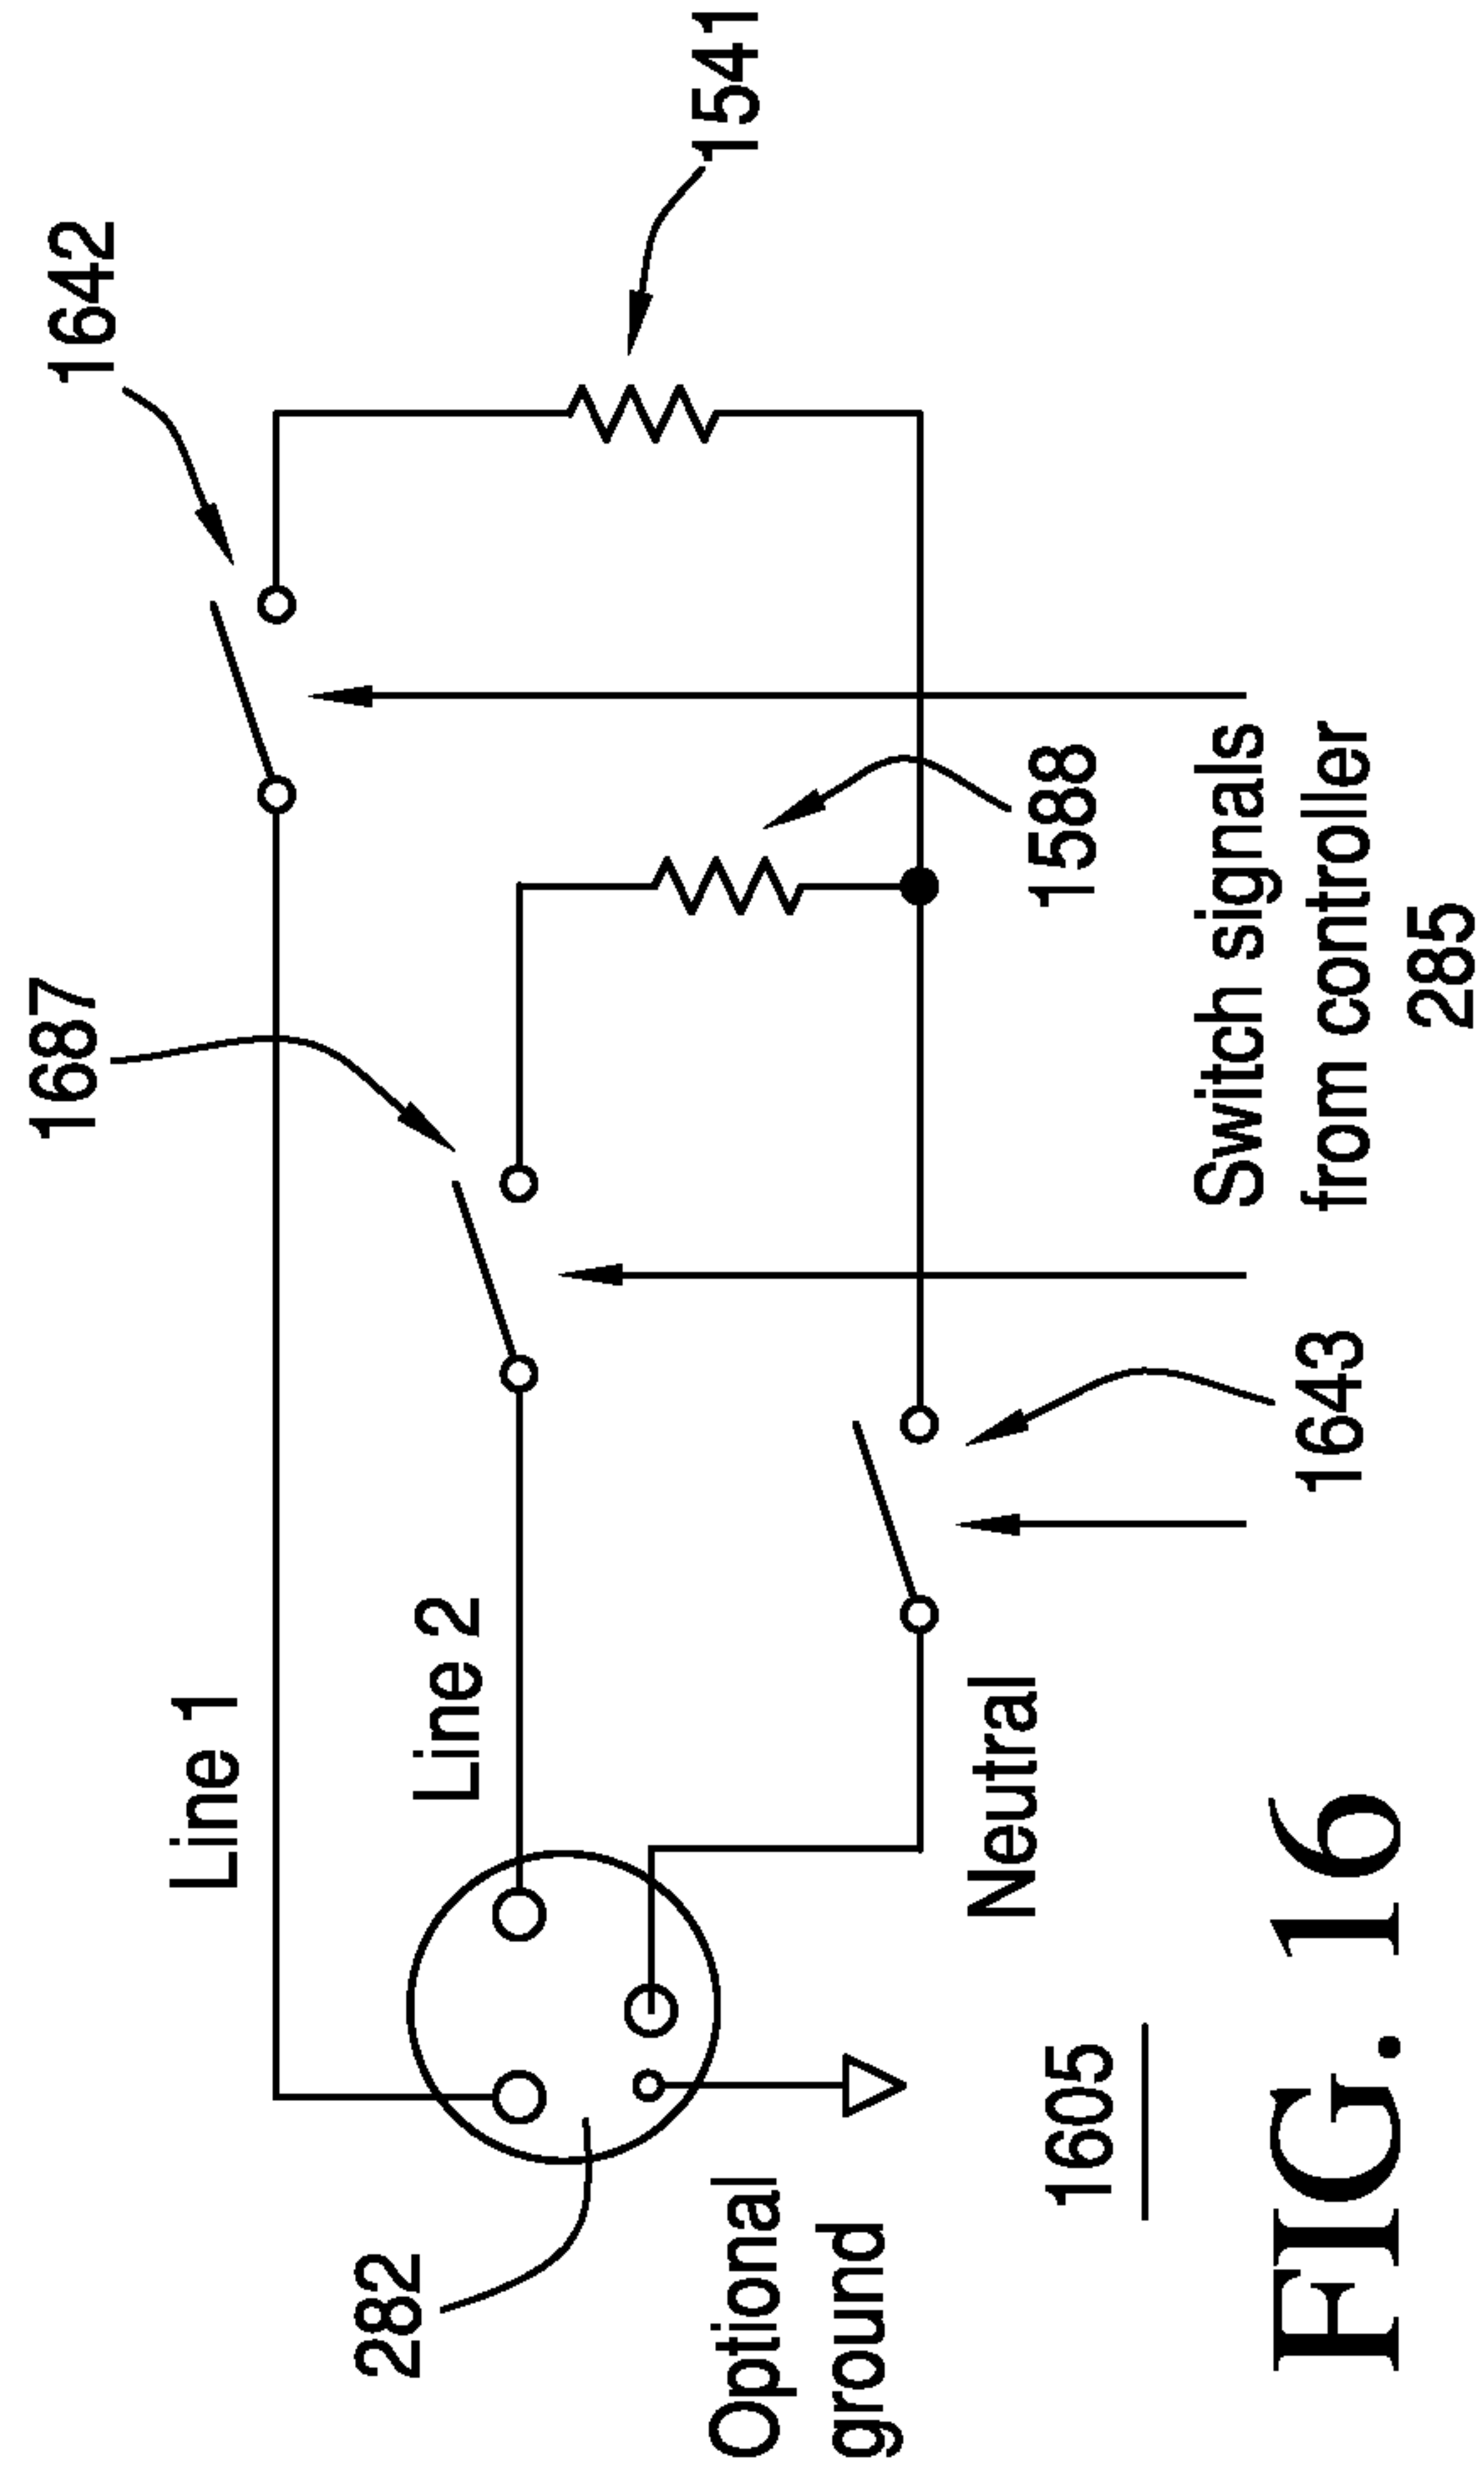 1642
1541
1687
Line 1
Line 2
282
1588
Optional
ground
Neutral
1643
Switch signals
from controller
285
1605
FIG. 16